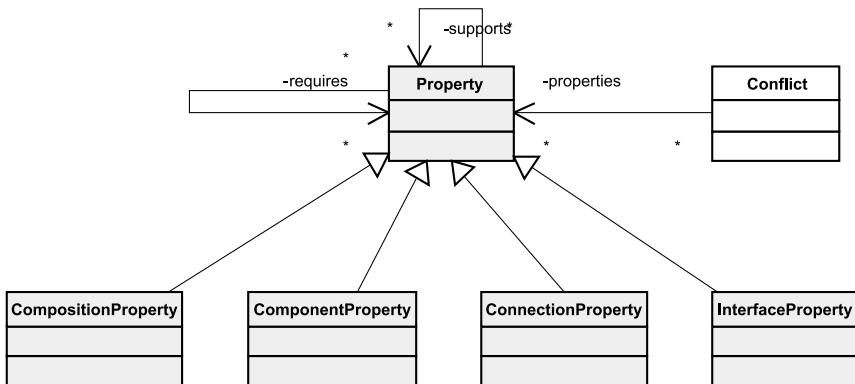 * -supports *
*
-requires Property -properties Conflict
* * *
CompositionProperty ComponentProperty ConnectionProperty InterfaceProperty